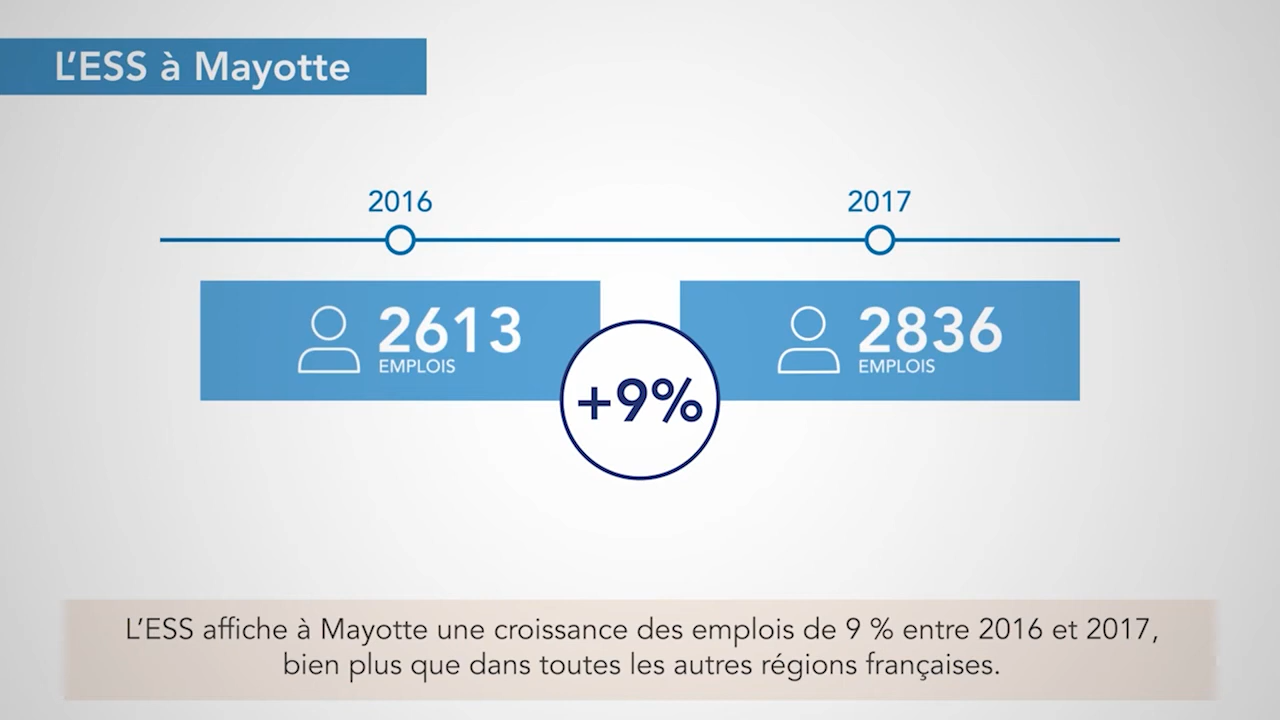 L'ESS à Mayotte
2016
2017
2613
EMPLOIS
+9%
2836
EMPLOIS
L'ESS affiche à Mayotte une croissance des emplois de 9 % entre 2016 et 2017,
bien plus que dans toutes les autres régions françaises.